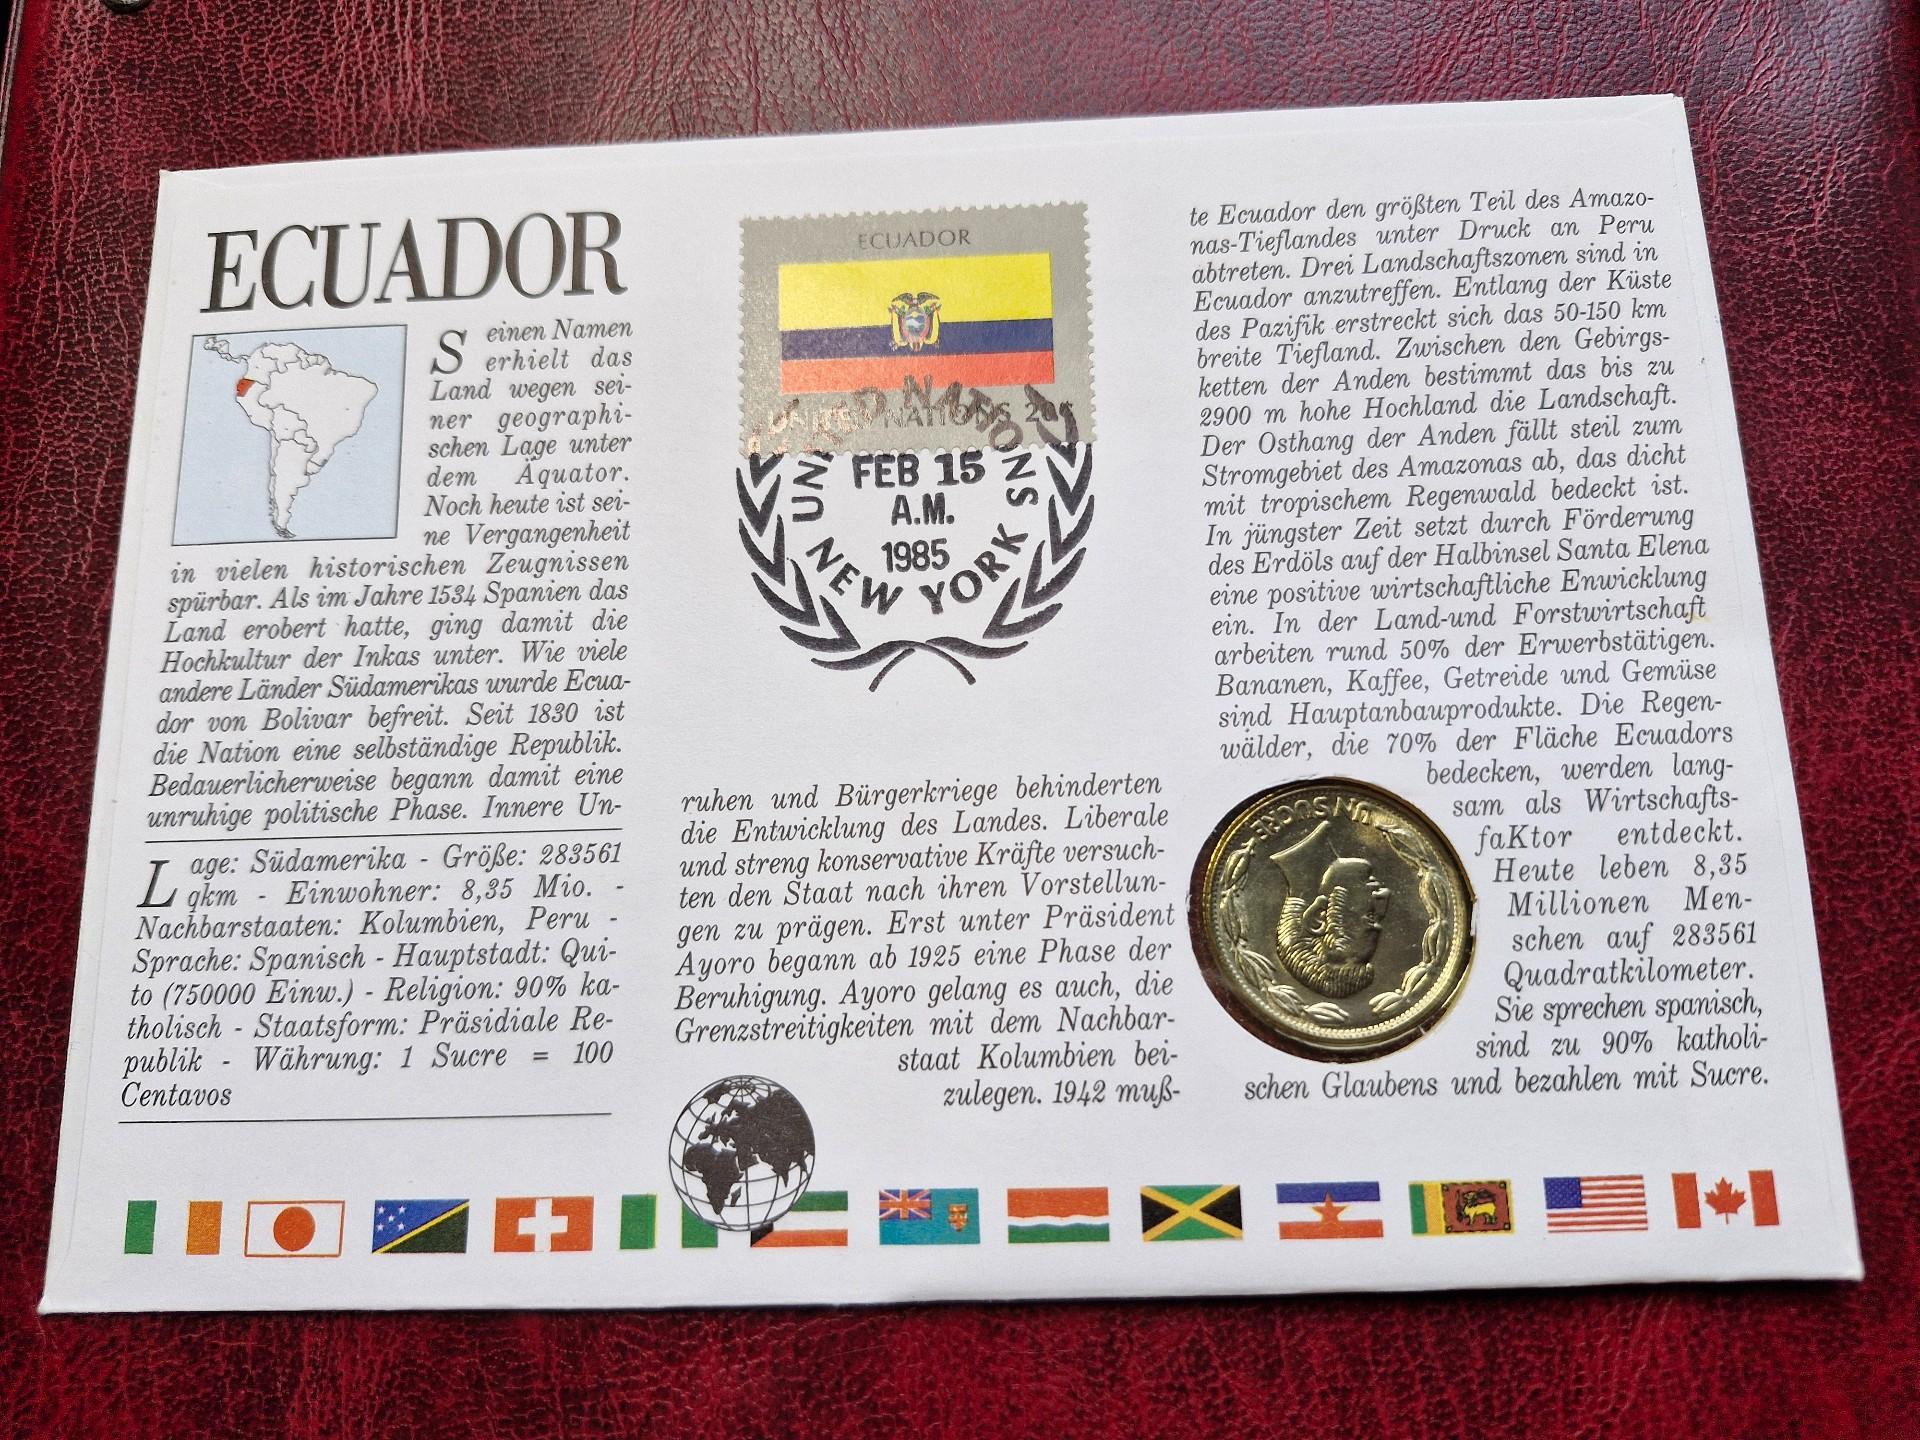 ECUADOR
Seinen Namen
erhielt das
Land wegen sei-
ner geographi-
schen Lage unter
dem Äquator.
Noch heute ist sei-
ne Vergangenheit
in vielen historischen Zeugnissen
spürbar. Als im Jahre 1534 Spanien das
Land erobert hatte, ging damit die
Hochkultur der Inkas unter. Wie viele
andere Länder Südamerikas wurde Ecua-
dor von Bolivar befreit. Seit 1830 ist
die Nation eine selbständige Republik.
Bedauerlicherweise begann damit eine
unruhige politische Phase. Innere Un-
Lage: Südamerika - Größe: 283561
qkm - Einwohner: 8,35 Mio. -
Nachbarstaaten: Kolumbien, Peru -
Sprache: Spanisch - Hauptstadt: Qui-
to (750000 Einw.) - Religion: 90% ka-
tholisch - Staatsform: Präsidiale Re-
publik - Währung: 1 Sucre = 100
Centavos
ECUADOR
UNITED NATIONS 20c
UNITED NATIONS
FEB 15
A.M.
1985
NEW YORK
ruhen und Bürgerkriege behinderten
die Entwicklung des Landes. Liberale
und streng konservative Kräfte versuch-
ten den Staat nach ihren Vorstellun-
gen zu prägen. Erst unter Präsident
Ayoro begann ab 1925 eine Phase der
Beruhigung. Ayoro gelang es auch, die
Grenzstreitigkeiten mit dem Nachbar-
staat Kolumbien bei-
zulegen. 1942 muß-
te Ecuador den größten Teil des Amazo-
nas-Tieflandes unter Druck an Peru
abtreten. Drei Landschaftszonen sind in
Ecuador anzutreffen. Entlang der Küste
des Pazifik erstreckt sich das 50-150 km
breite Tiefland. Zwischen den Gebirgs-
ketten der Anden bestimmt das bis zu
2900 m hohe Hochland die Landschaft.
Der Osthang der Anden fällt steil zum
Stromgebiet des Amazonas ab, das dicht
mit tropischem Regenwald bedeckt ist.
In jüngster Zeit setzt durch Förderung
des Erdöls auf der Halbinsel Santa Elena
eine positive wirtschaftliche Enwicklung
ein. In der Land-und Forstwirtschaft
arbeiten rund 50% der Erwerbstätigen.
Bananen, Kaffee, Getreide und Gemüse
sind Hauptanbauprodukte. Die Regen-
wälder, die 70% der Fläche Ecuadors
bedecken, werden lang-
sam als Wirtschafts-
faKtor entdeckt.
Heute leben 8,35
Millionen Men-
schen auf 283561
Quadratkilometer.
Sie sprechen spanisch,
sind zu 90% katholi-
schen Glaubens und bezahlen mit Sucre.
UN SUCRE